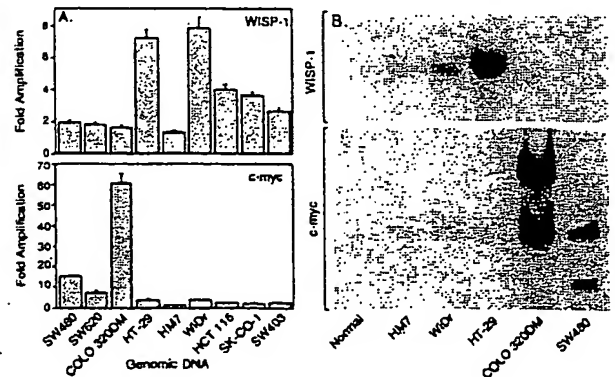 A.
WISP-1
Fold Amplification
8
6
4
2
0
c-myc
Fold Amplification
70
60
50
40
30
20
10
0
SW480
SW620
COLO 320DM
HT-29
HM7
WiDr
HCT 116
SK-CO-1
SW403
Genomic DNA
B.
WISP-1
c-myc
Normal
HM7
WiDr
HT-29
COLO 320DM
SW480